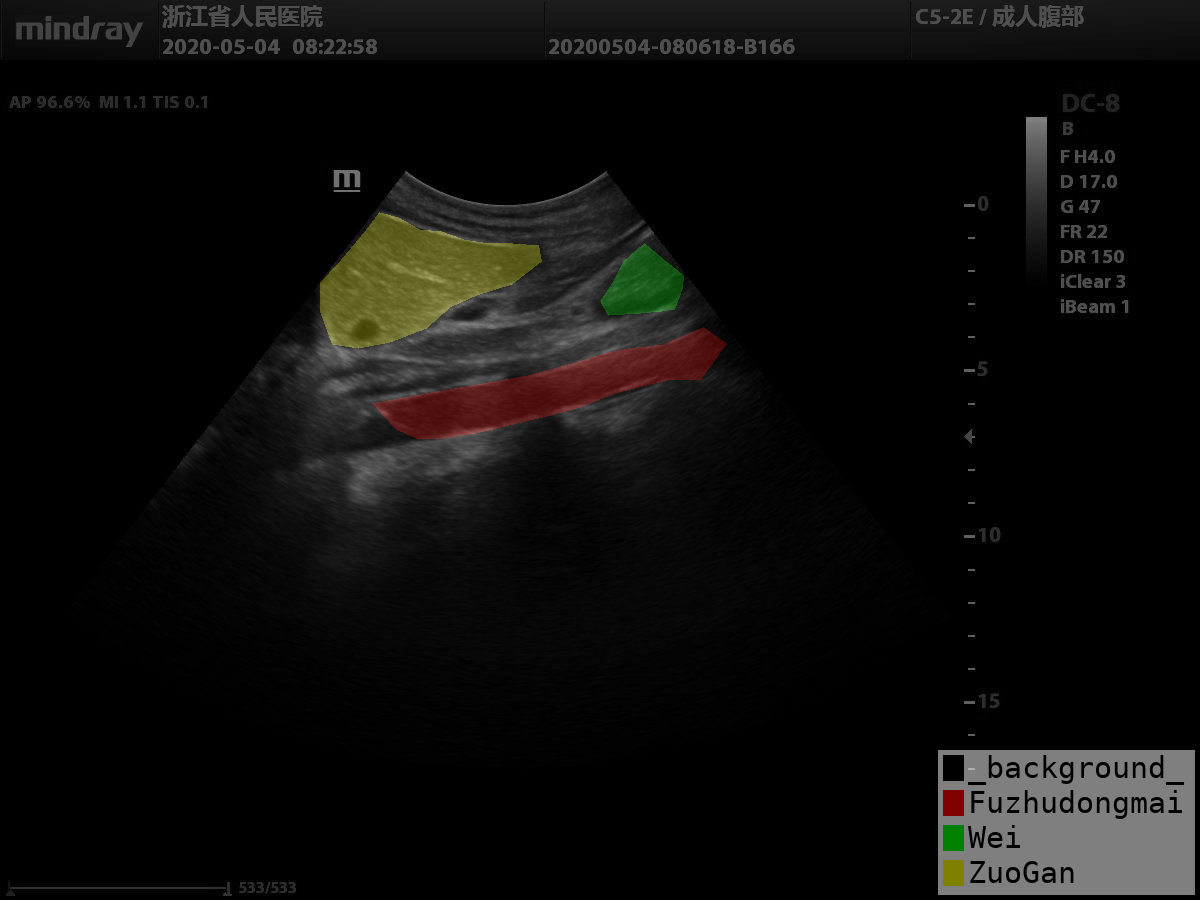 mindray
浙江省人民医院
C5-2E / 成人腹部
2020-05-04 08:22:58
20200504-080618-B166
AP 96.6% MI 1.1 TIS 0.1
DC-8
B
F H4.0
D 17.0
G 47
FR 22
DR 150
iClear 3
iBeam 1
m
0
5
10
15
_background_
Fuzhudongmai
Wei
ZuoGan
533/533